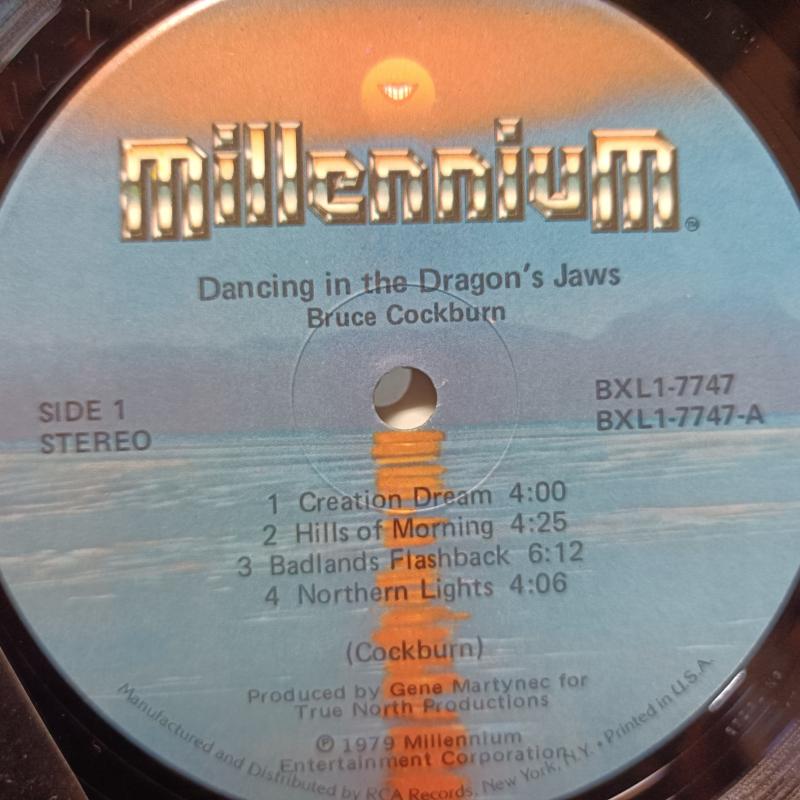 millenniuM™
Dancing in the Dragon's Jaws
Bruce Cockburn
SIDE 1
STEREO
BXL1-7747
BXL1-7747-A
1 Creation Dream 4:00
2 Hills of Morning 4:25
3 Badlands Flashback 6:12
4 Northern Lights 4:06
(Cockburn)
Produced by Gene Martynec for
True North Productions
℗ 1979 Millennium
Entertainment Corporation
Manufactured and Distributed by RCA Records, New York, N.Y. • Printed in U.S.A.